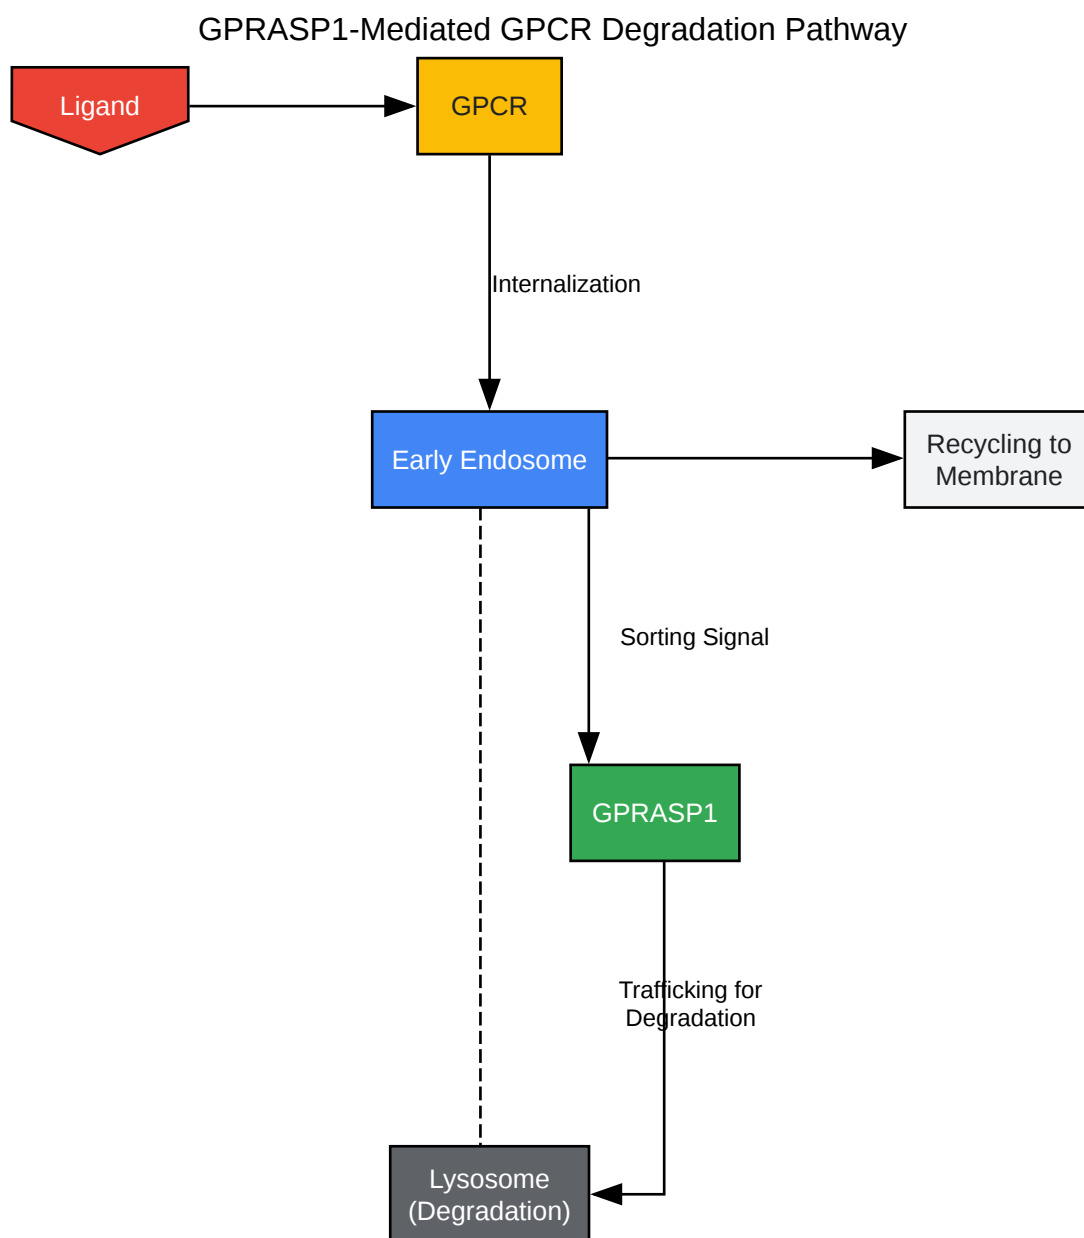 GPRASP1-Mediated GPCR Degradation Pathway
Ligand
GPCR
Internalization
Early Endosome
Recycling to
Membrane
Sorting Signal
GPRASP1
Trafficking for
Degradation
Lysosome
(Degradation)